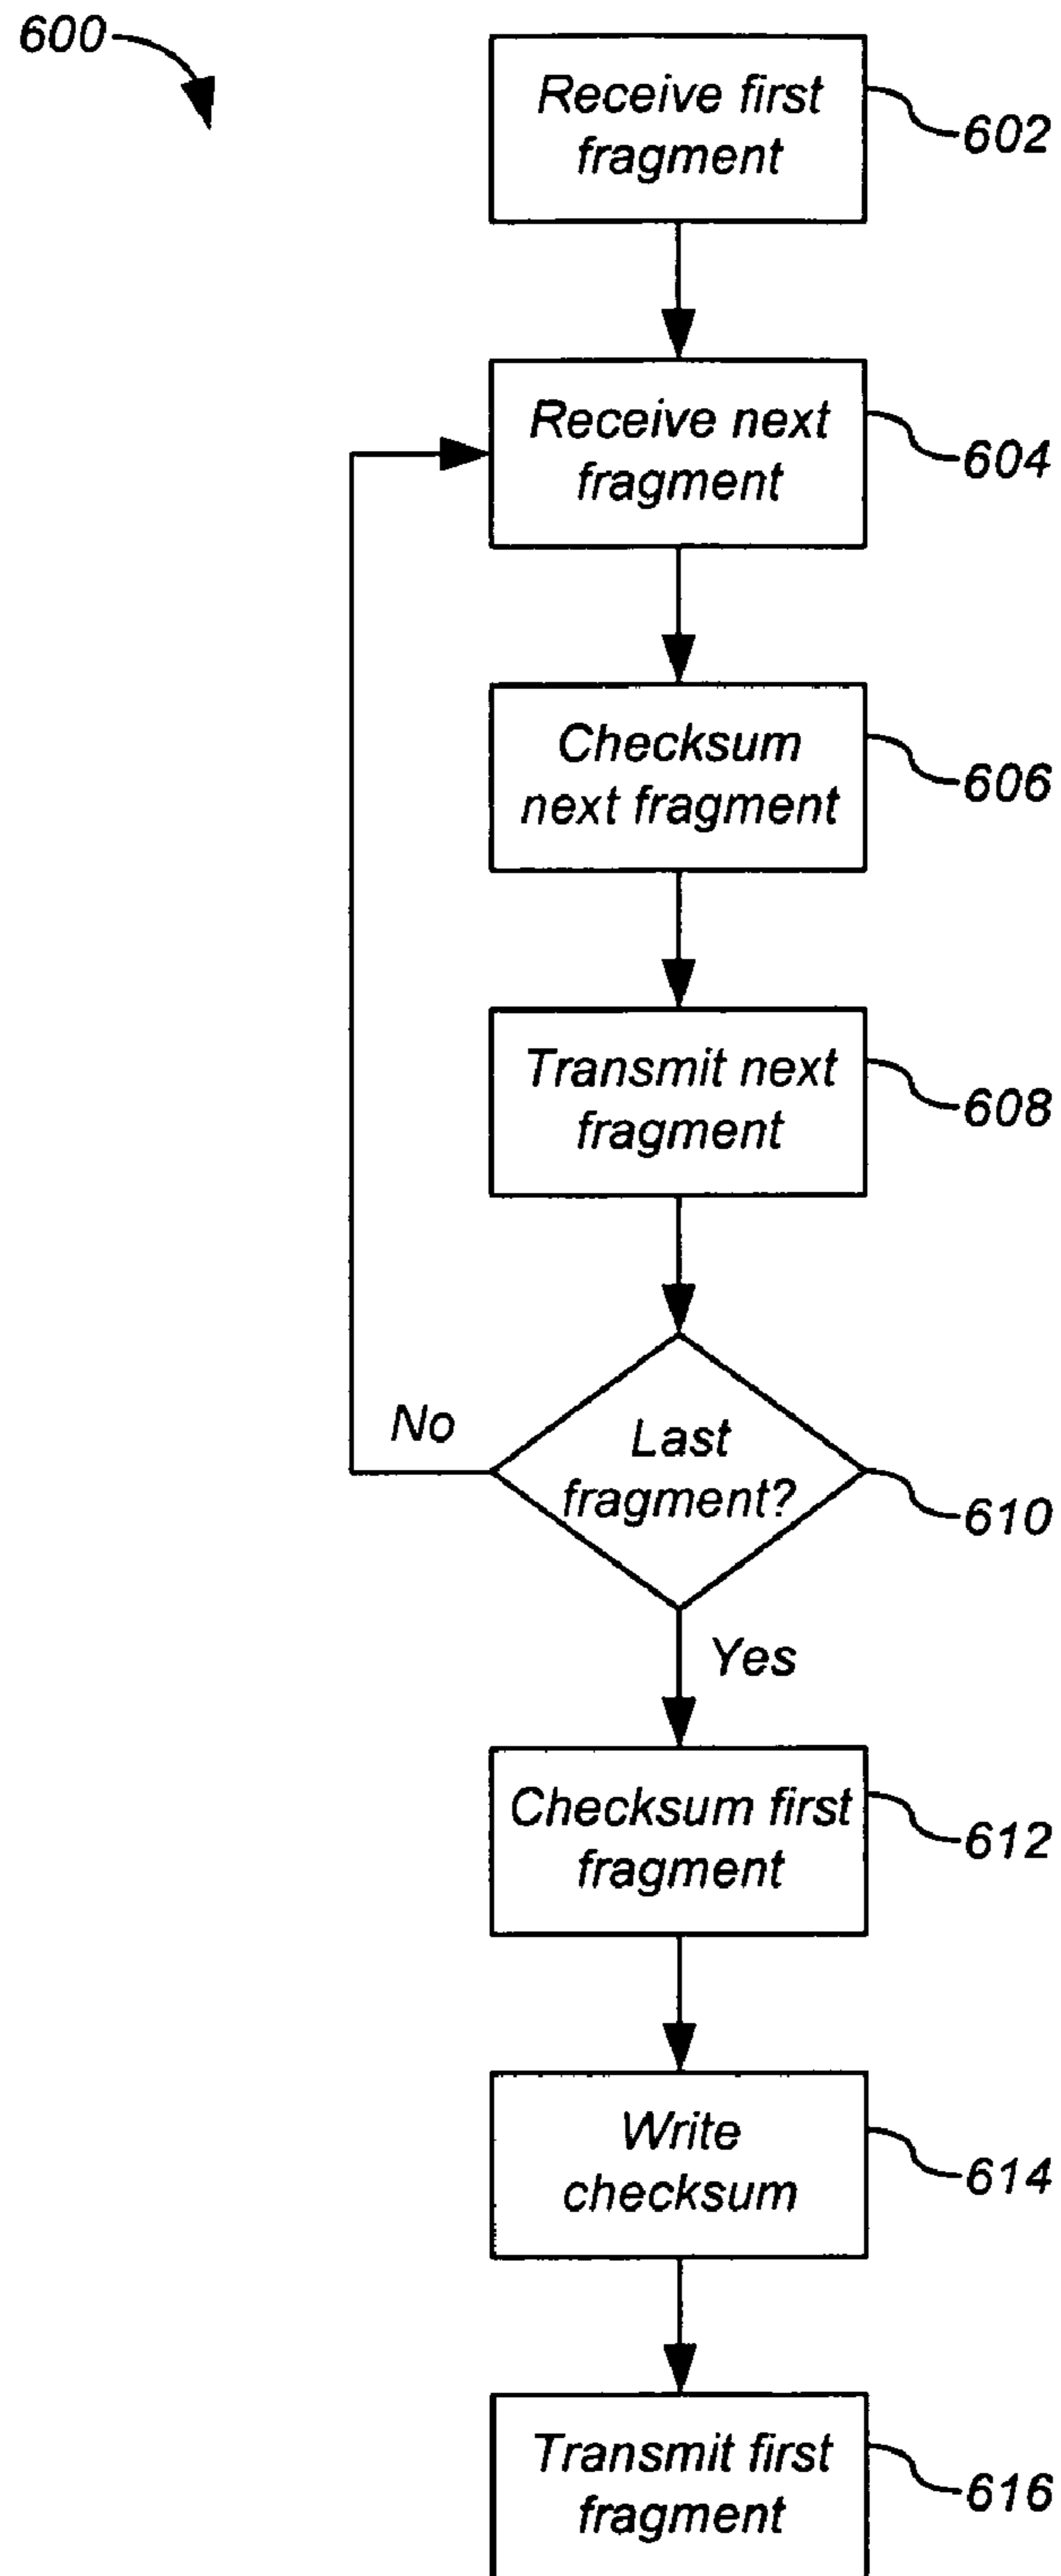 600
Receive first
fragment
602
Receive next
fragment
604
Checksum
next fragment
606
Transmit next
fragment
608
No
Last
fragment?
610
Yes
Checksum first
fragment
612
Write
checksum
614
Transmit first
fragment
616